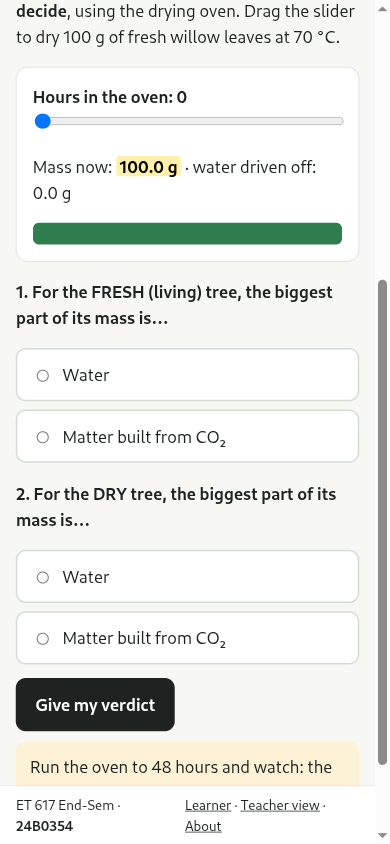 decide, using the drying oven. Drag the slider
to dry 100 g of fresh willow leaves at 70 °C.
Hours in the oven: 0
Mass now: 100.0 g · water driven off:
0.0 g
1. For the FRESH (living) tree, the biggest
part of its mass is…
Water
Matter built from CO₂
2. For the DRY tree, the biggest part of its
mass is…
Water
Matter built from CO₂
Give my verdict
Run the oven to 48 hours and watch: the
ET 617 End-Sem ·
24B0354
Learner · Teacher view ·
About